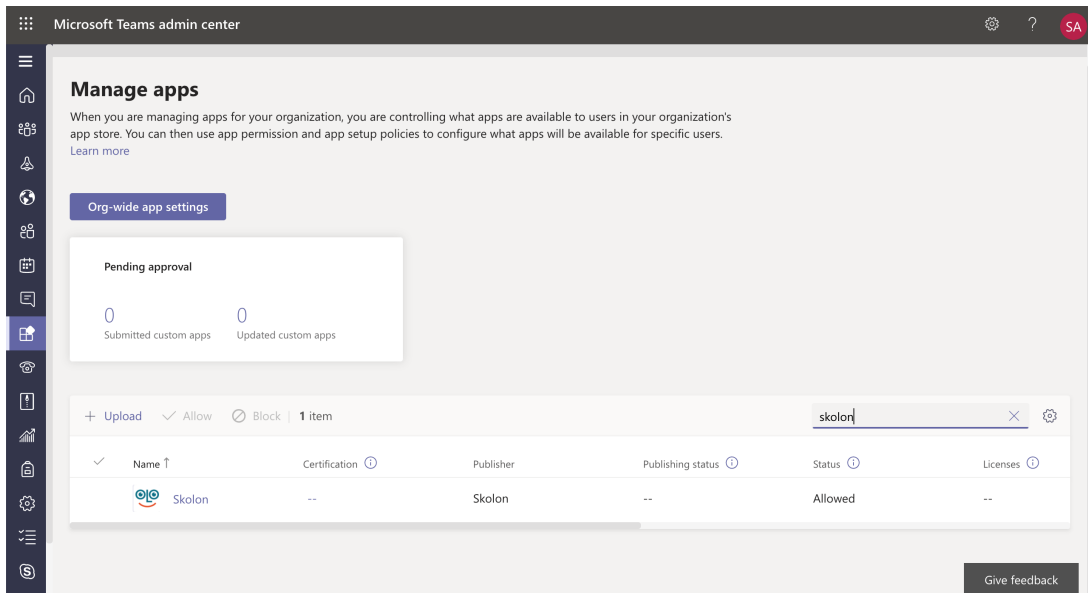 Microsoft Teams admin center
?
SA
Manage apps
When you are managing apps for your organization, you are controlling what apps are available to users in your organization's
app store. You can then use app permission and app setup policies to configure what apps will be available for specific users.
Learn more
Org-wide app settings
Pending approval
0 0
Submitted custom apps Updated custom apps
+ Upload Allow Block | 1 item skolon
Name ↑ Certification Publisher Publishing status Status Licenses
Skolon -- Skolon -- Allowed --
Give feedback